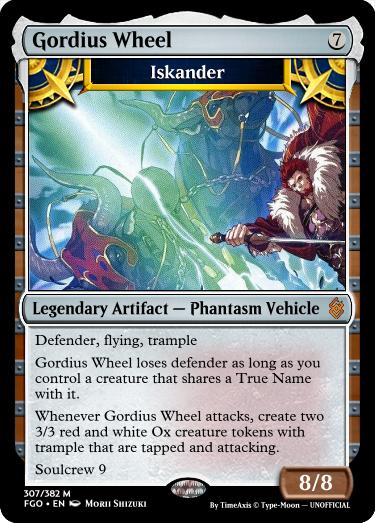 Gordius Wheel 7
Iskander
Legendary Artifact — Phantasm Vehicle
Defender, flying, trample
Gordius Wheel loses defender as long as you
control a creature that shares a True Name
with it.
Whenever Gordius Wheel attacks, create two
3/3 red and white Ox creature tokens with
trample that are tapped and attacking.
Soulcrew 9
8/8
307/382 M
FGO • EN Morii Shizuki
By TimeAxis © Type-Moon — UNOFFICIAL